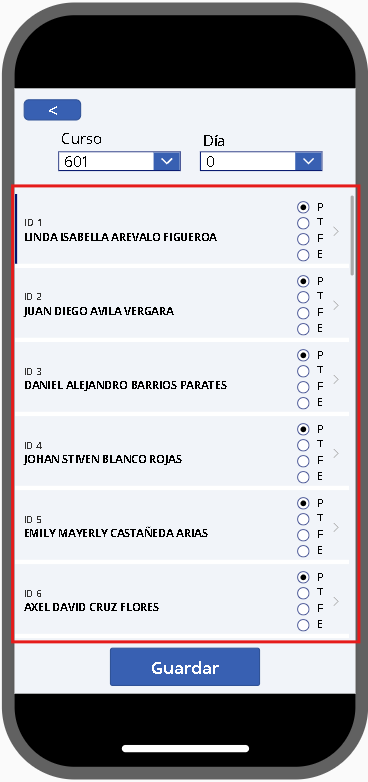 <
Curso
Día
601
0
P
T
ID 1
LINDA ISABELLA AREVALO FIGUEROA
F
E
P
ID 2
T
JUAN DIEGO AVILA VERGARA
F
E
P
ID 3
T
DANIEL ALEJANDRO BARRIOS PARATES
F
E
P
ID 4
T
JOHAN STIVEN BLANCO ROJAS
F
E
P
ID 5
T
EMILY MAYERLY CASTAÑEDA ARIAS
F
E
P
ID 6
T
AXEL DAVID CRUZ FLORES
F
E
Guardar